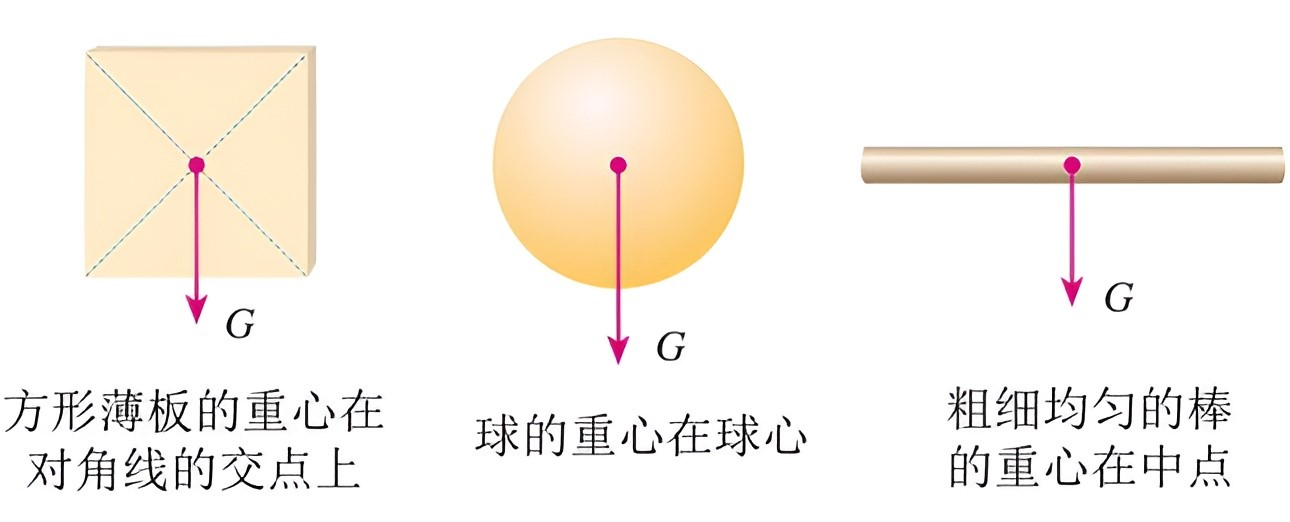 G
方形薄板的重心在
对角线的交点上
G
球的重心在球心
G
粗细均匀的棒
的重心在中点